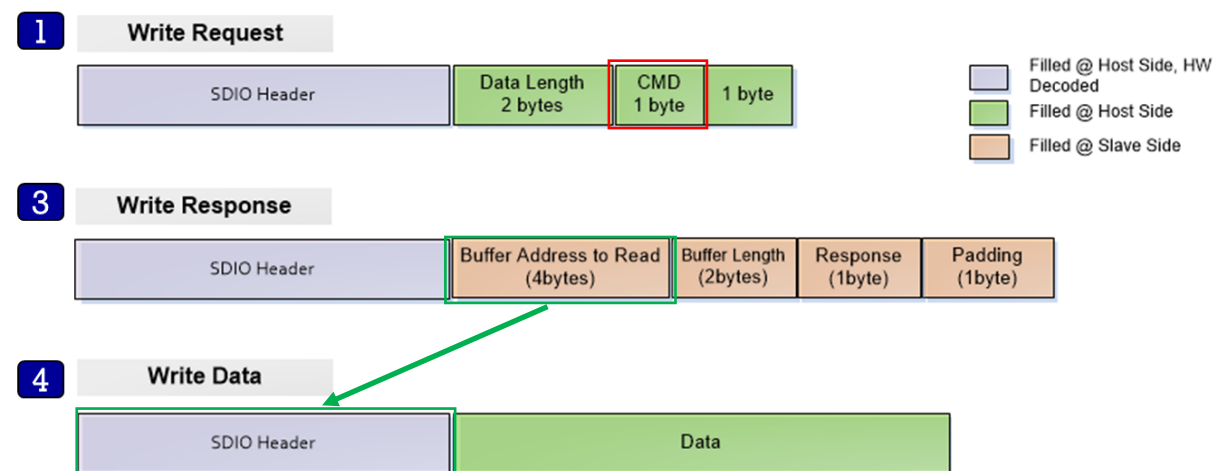 1
Write Request
SDIO Header
Data Length
2 bytes
CMD
1 byte
1 byte
Filled @ Host Side, HW
Decoded
Filled @ Host Side
Filled @ Slave Side
3
Write Response
SDIO Header
Buffer Address to Read
(4bytes)
Buffer Length
(2bytes)
Response
(1byte)
Padding
(1byte)
4
Write Data
SDIO Header
Data